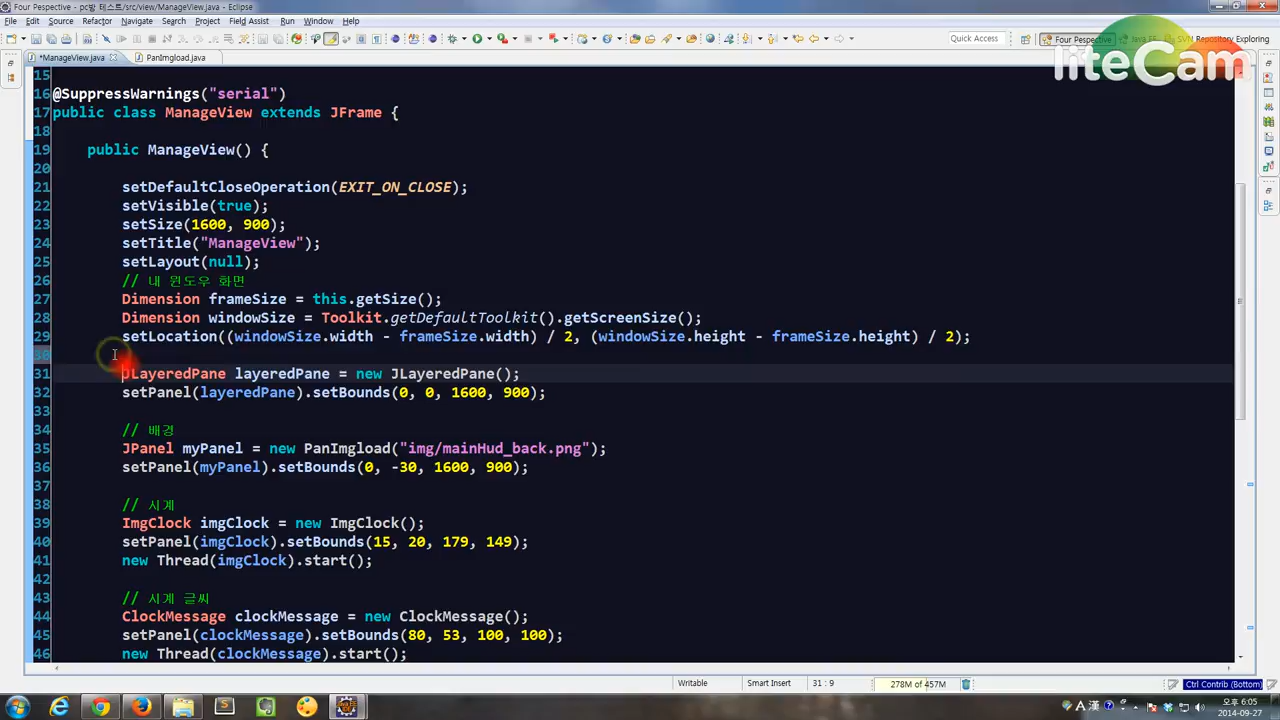 Four Perspective - pc방 테스트/src/view/ManageView.java - Eclipse
File Edit Source Refactor Navigate Search Project Field Assist Run Window Help
Quick Access
Four Perspective Java EE SVN Repository Exploring
*ManageView.java PanImgload.java
liteCam
15
16 @SuppressWarnings("serial")
17 public class ManageView extends JFrame {
18
19 public ManageView() {
20
21 setDefaultCloseOperation(EXIT_ON_CLOSE);
22 setVisible(true);
23 setSize(1600, 900);
24 setTitle("ManageView");
25 setLayout(null);
26 // 내 윈도우 화면
27 Dimension frameSize = this.getSize();
28 Dimension windowSize = Toolkit.getDefaultToolkit().getScreenSize();
29 setLocation((windowSize.width - frameSize.width) / 2, (windowSize.height - frameSize.height) / 2);
30
31 JLayeredPane layeredPane = new JLayeredPane();
32 setPanel(layeredPane).setBounds(0, 0, 1600, 900);
33
34 // 배경
35 JPanel myPanel = new PanImgload("img/mainHud_back.png");
36 setPanel(myPanel).setBounds(0, -30, 1600, 900);
37
38 // 시계
39 ImgClock imgClock = new ImgClock();
40 setPanel(imgClock).setBounds(15, 20, 179, 149);
41 new Thread(imgClock).start();
42
43 // 시계 글씨
44 ClockMessage clockMessage = new ClockMessage();
45 setPanel(clockMessage).setBounds(80, 53, 100, 100);
46 new Thread(clockMessage).start();
Writable Smart Insert 31 : 9 278M of 457M Ctrl Contrib (Bottom)
A 漢 오후 6:05
2014-09-27